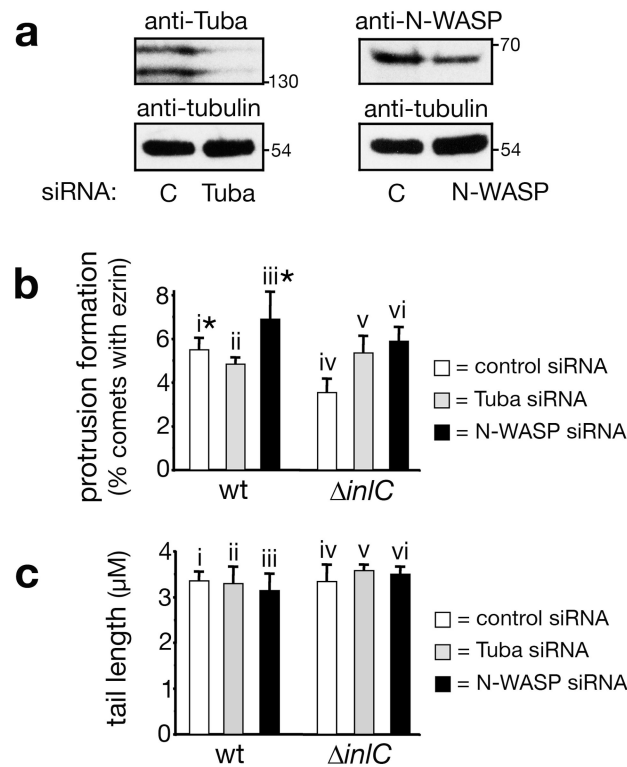 a
anti-Tuba
130
anti-tubulin
54
siRNA: C Tuba
anti-N-WASP
70
anti-tubulin
54
C N-WASP
b
protrusion formation
(% comets with ezrin)
8
6
4
2
0
i*
ii
iii*
iv
v
vi
wt
ΔinlC
= control siRNA
= Tuba siRNA
= N-WASP siRNA
c
tail length (µM)
4
3
2
1
0
i
ii
iii
iv
v
vi
wt
ΔinlC
= control siRNA
= Tuba siRNA
= N-WASP siRNA